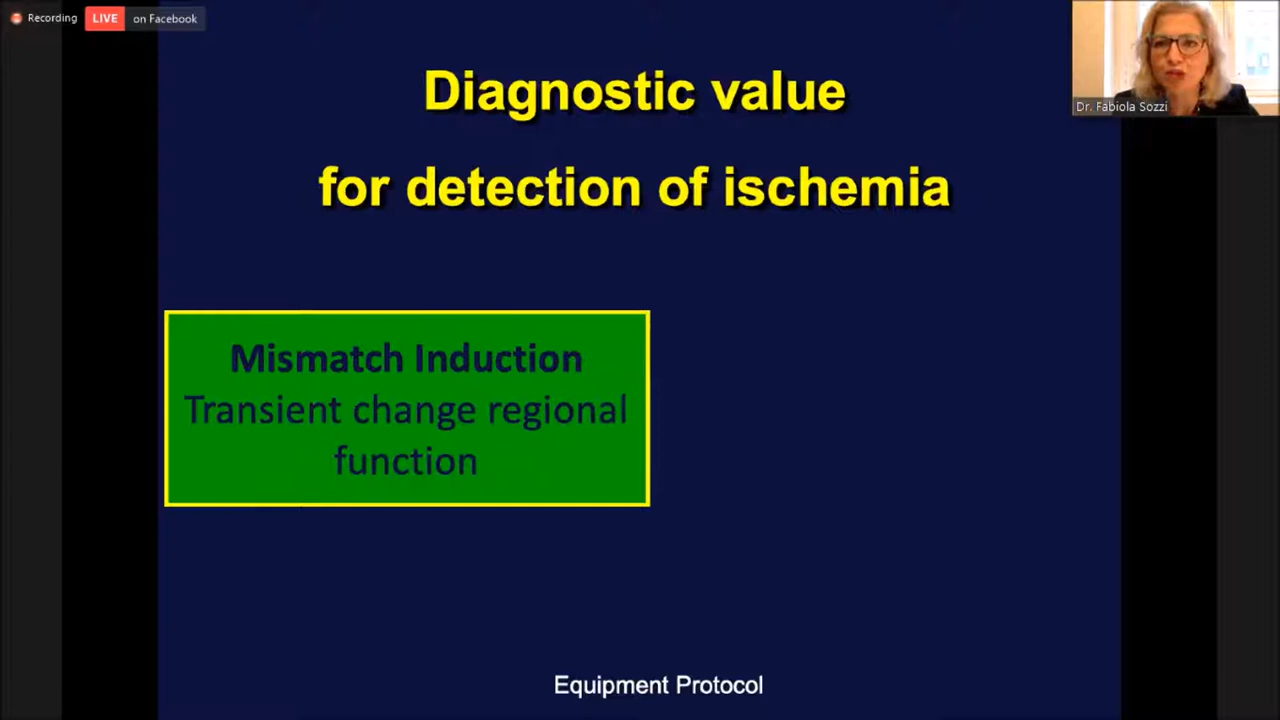 Recording LIVE on Facebook
Dr. Fabiola Sozzi
Diagnostic value
for detection of ischemia
Mismatch Induction
Transient change regional
function
Equipment Protocol